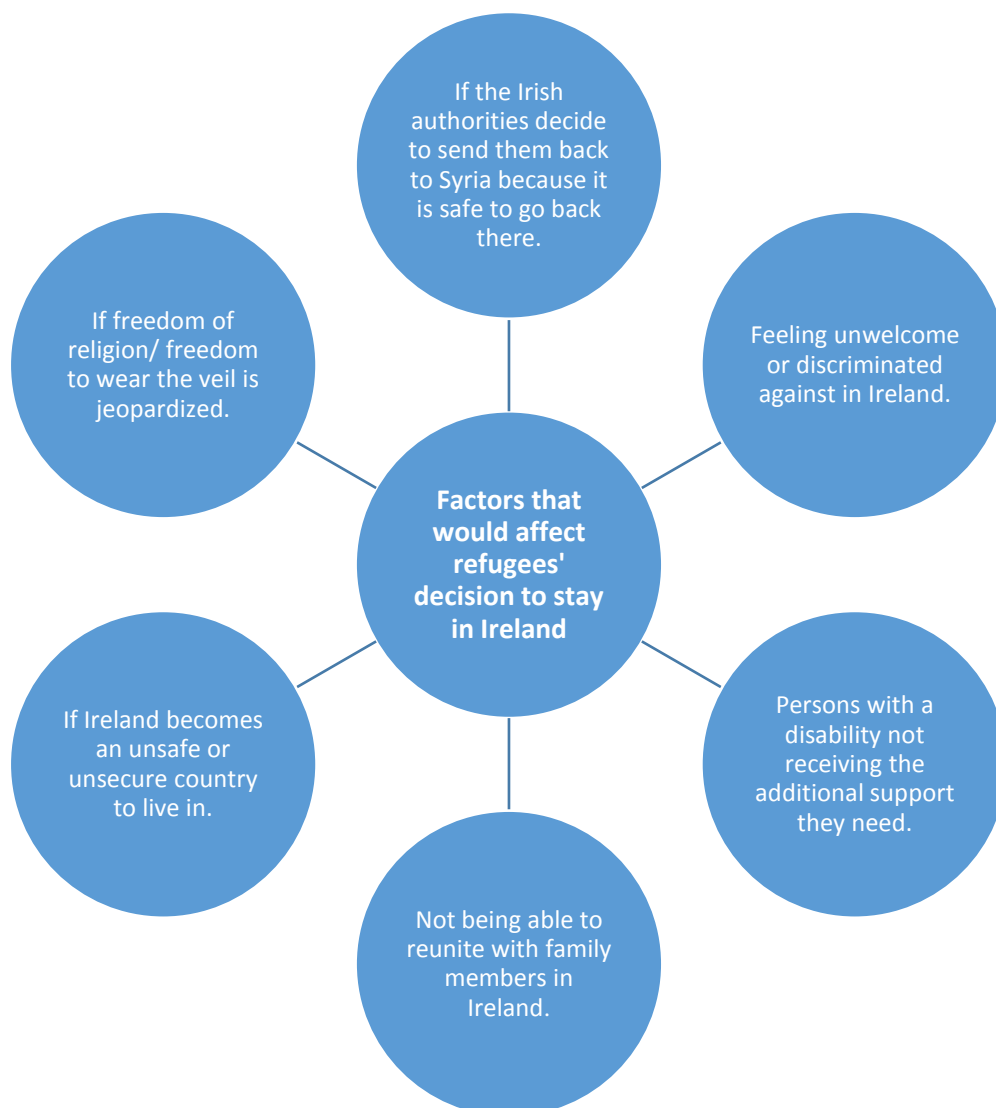 If the Irish
authorities decide
to send them back
to Syria because it
is safe to go back
there.
Feeling unwelcome
or discriminated
against in Ireland.
Persons with a
disability not
receiving the
additional support
they need.
Not being able to
reunite with family
members in
Ireland.
If Ireland becomes
an unsafe or
unsecure country
to live in.
If freedom of
religion/ freedom
to wear the veil is
jeopardized.
Factors that
would affect
refugees'
decision to stay
in Ireland